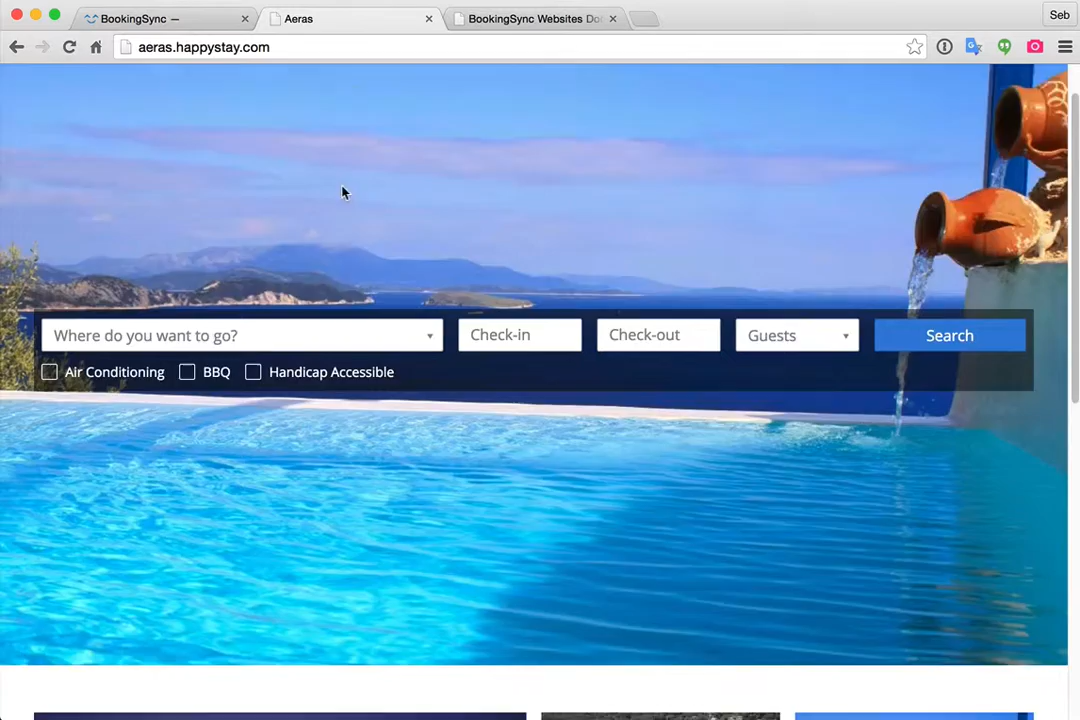 BookingSync —
Aeras
BookingSync Websites Do
Seb
aeras.happystay.com
Where do you want to go?
Check-in
Check-out
Guests
Search
Air Conditioning
BBQ
Handicap Accessible